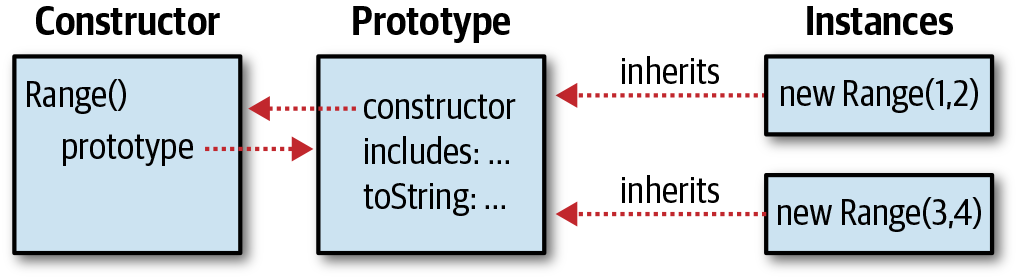 Constructor
Prototype
Instances
Range()
prototype
constructor
includes: ...
toString: ...
inherits
new Range(1,2)
inherits
new Range(3,4)